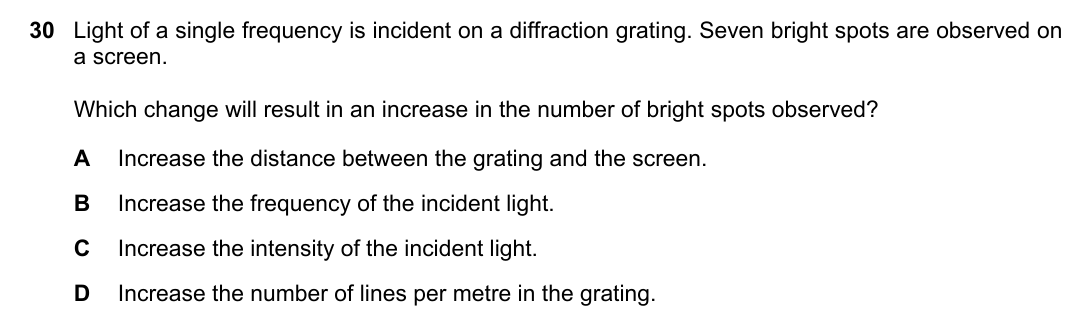 30 Light of a single frequency is incident on a diffraction grating. Seven bright spots are observed on
a screen.
Which change will result in an increase in the number of bright spots observed?
A Increase the distance between the grating and the screen.
B Increase the frequency of the incident light.
C Increase the intensity of the incident light.
D Increase the number of lines per metre in the grating.